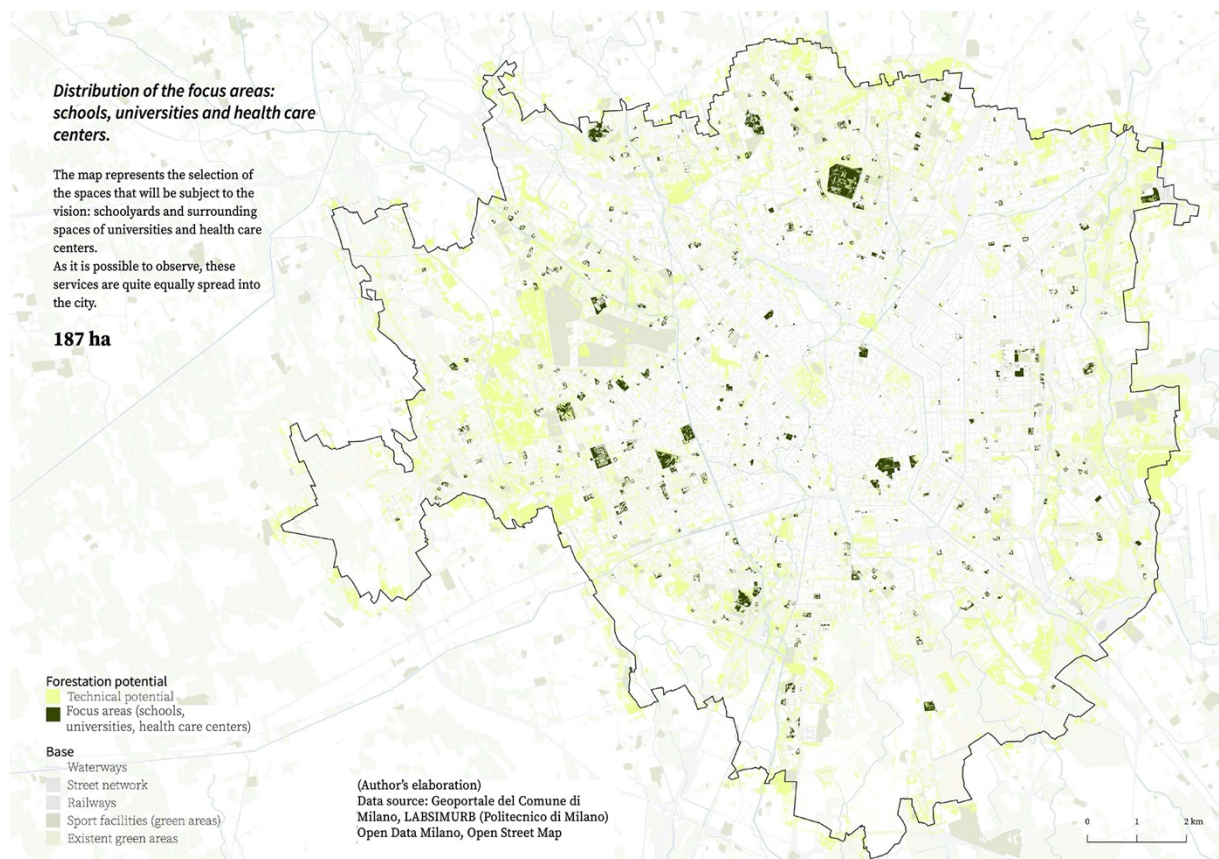 Distribution of the focus areas:
schools, universities and health care
centers.
The map represents the selection of
the spaces that will be subject to the
vision: schoolyards and surrounding
spaces of universities and health care
centers.
As it is possible to observe, these
services are quite equally spread into
the city.
187 ha
Forestation potential
Technical potential
Focus areas (schools,
universities, health care centers)
Base
Waterways
Street network
Railways
Sport facilities (green areas)
Existent green areas
(Author's elaboration)
Data source: Geoportale del Comune di
Milano, LABSIMURB (Politecnico di Milano)
Open Data Milano, Open Street Map
0 1 2 km